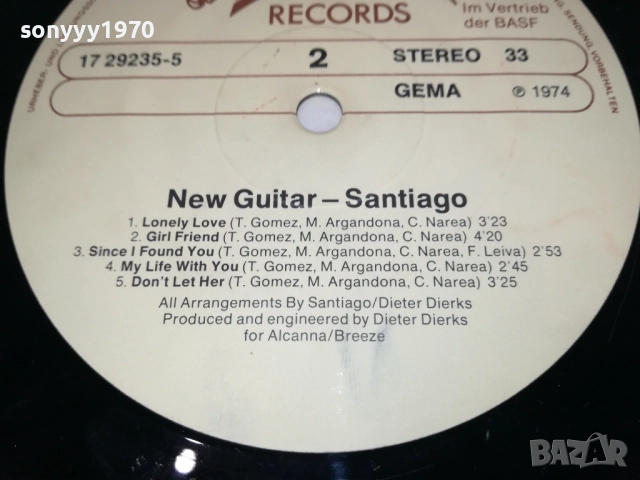 sonyyy1970
RECORDS
Im Vertrieb
der BASF
17 29235-5
2
STEREO 33
GEMA
℗ 1974
New Guitar – Santiago
1. Lonely Love (T. Gomez, M. Argandona, C. Narea) 3'23
2. Girl Friend (T. Gomez, M. Argandona, C. Narea) 4'20
3. Since I Found You (T. Gomez, M. Argandona, C. Narea, F. Leiva) 2'53
4. My Life With You (T. Gomez, M. Argandona, C. Narea) 2'45
5. Don't Let Her (T. Gomez, M. Argandona, C. Narea) 3'25
All Arrangements By Santiago/Dieter Dierks
Produced and engineered by Dieter Dierks
for Alcanna/Breeze
URHEBER- UND
SENDUNG VORBEHALTEN
BAZAR